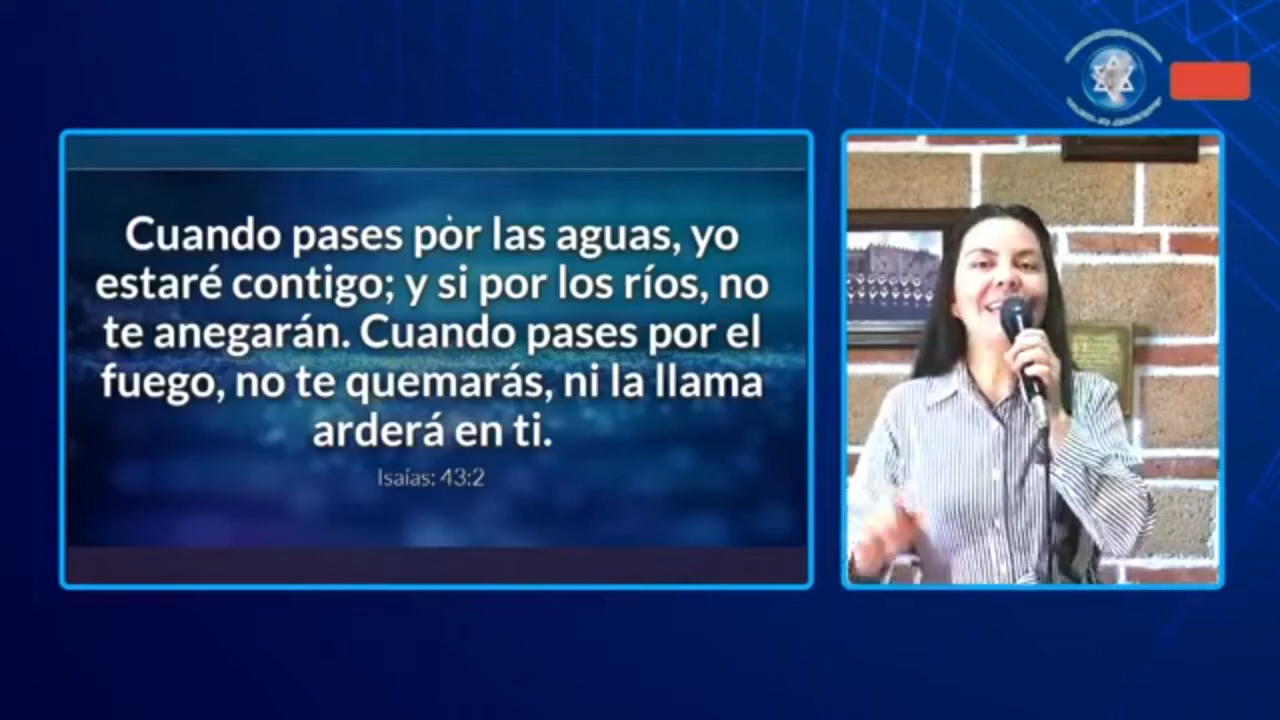 Cuando pases por las aguas, yo
estaré contigo; y si por los ríos, no
te anegarán. Cuando pases por el
fuego, no te quemarás, ni la llama
arderá en ti.
Isaías: 43:2